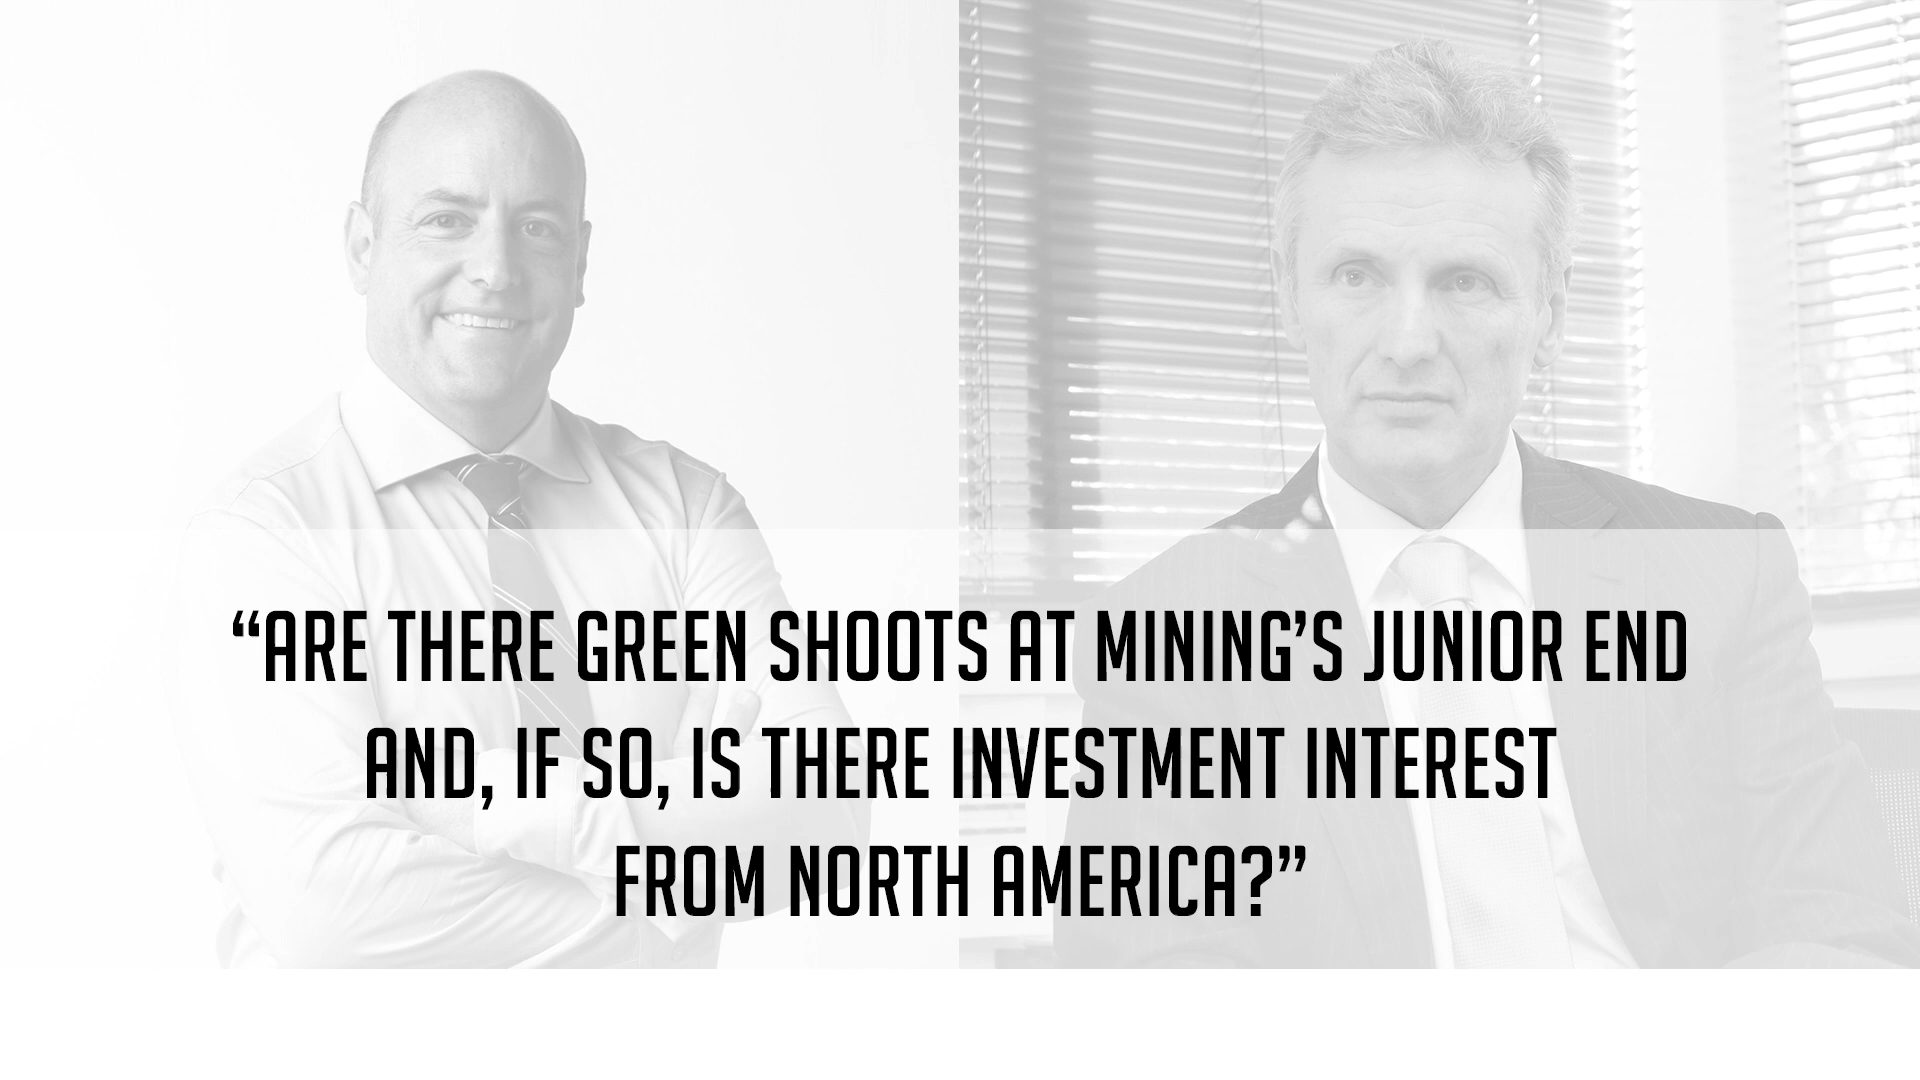 “ARE THERE GREEN SHOOTS AT MINING’S JUNIOR END
AND, IF SO, IS THERE INVESTMENT INTEREST
FROM NORTH AMERICA?”